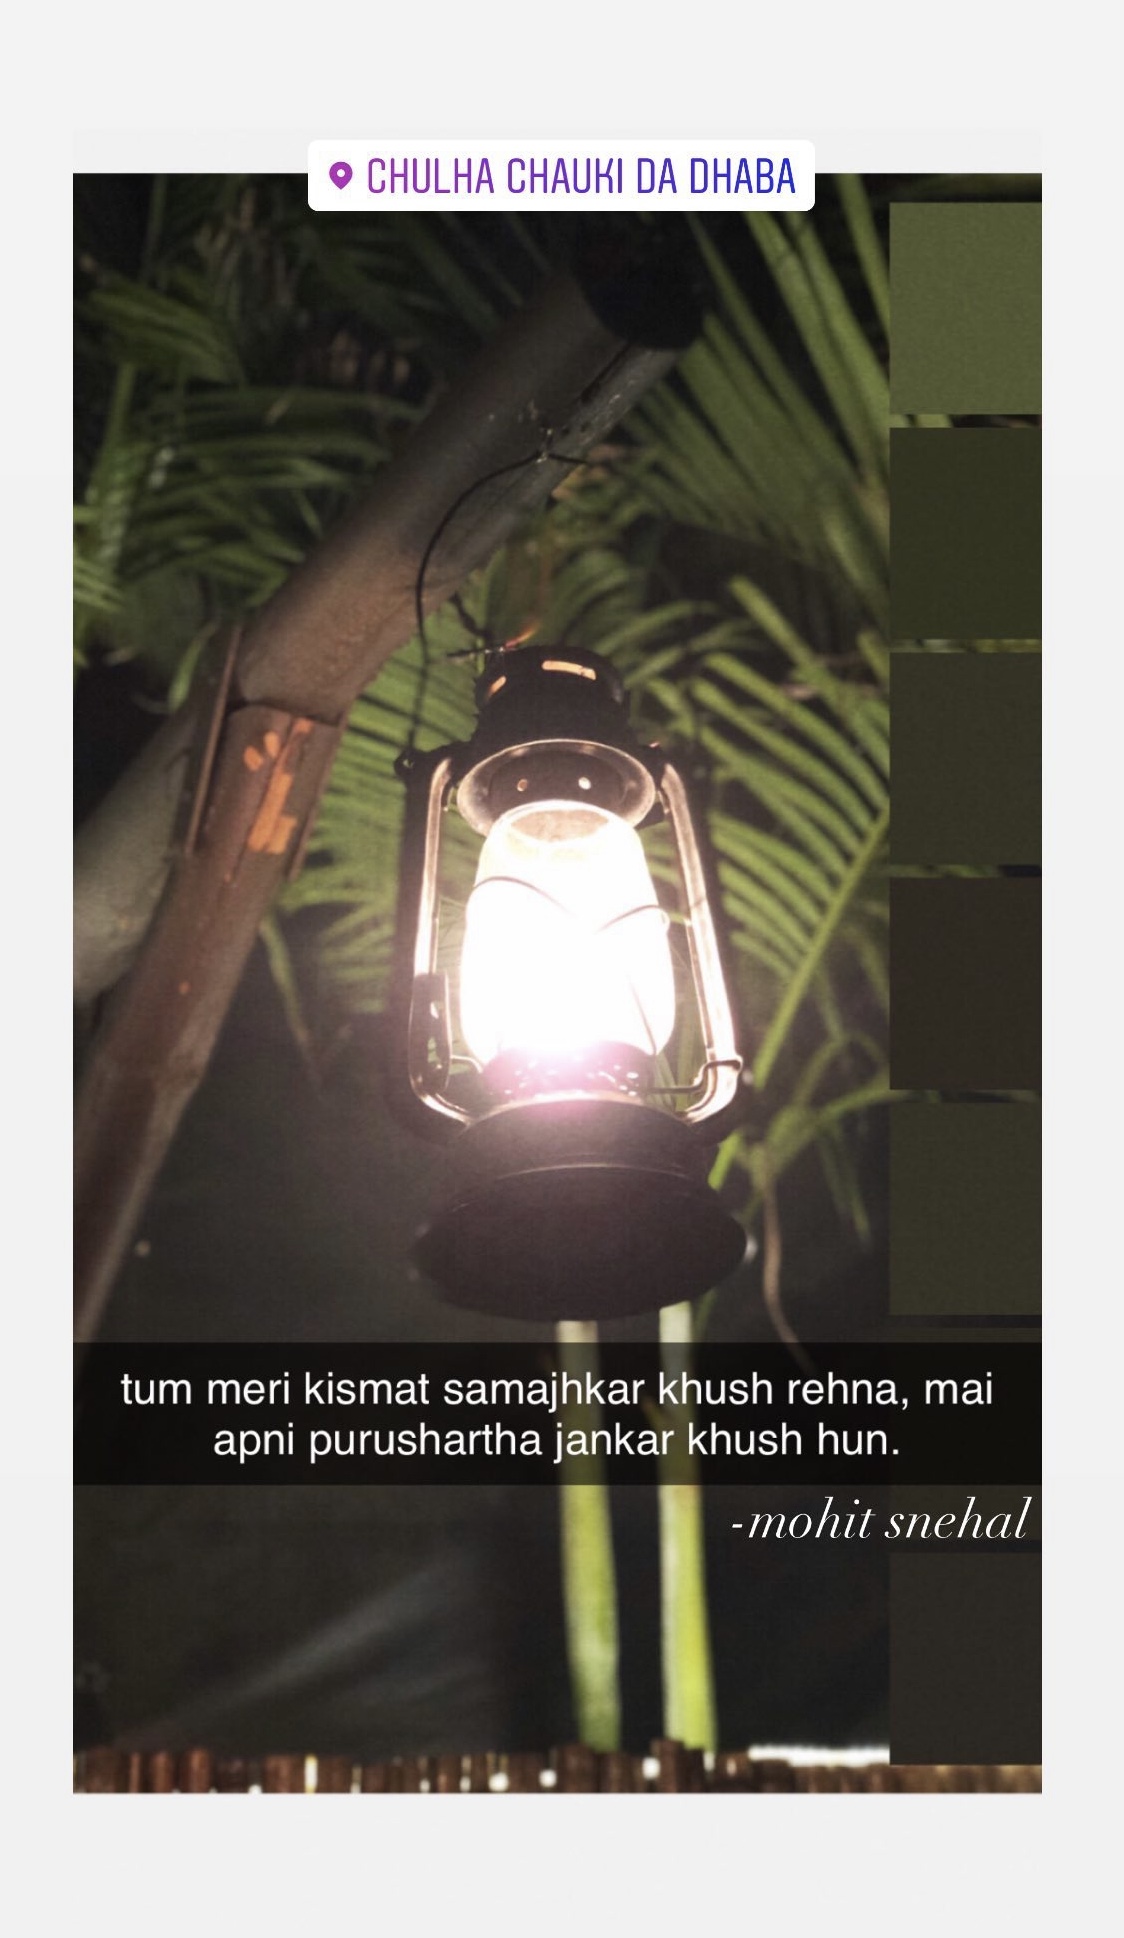 CHULHA CHAUKI DA DHABA
tum meri kismat samajhkar khush rehna, mai
apni purushartha jankar khush hun.
-mohit snehal